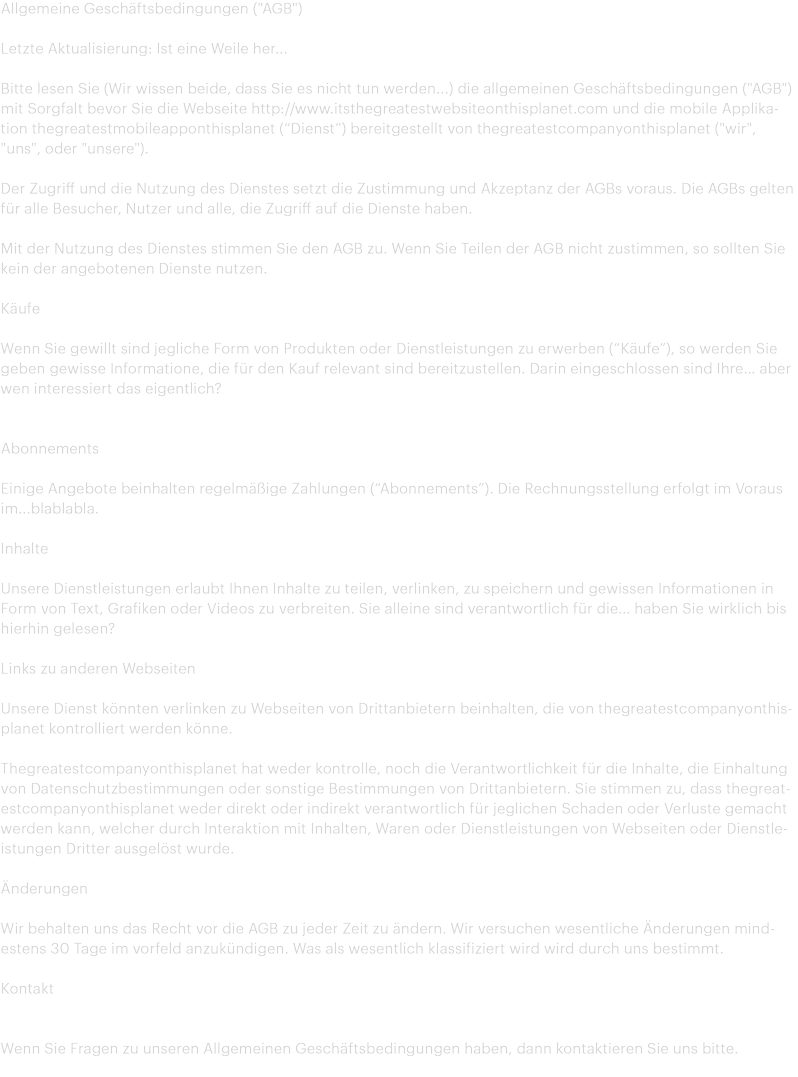 Allgemeine Geschäftsbedingungen ("AGB")
Letzte Aktualisierung: Ist eine Weile her...
Bitte lesen Sie (Wir wissen beide, dass Sie es nicht tun werden...) die allgemeinen Geschäftsbedingungen ("AGB")
mit Sorgfalt bevor Sie die Webseite http://www.itsthegreatestwebsiteonthisplanet.com und die mobile Applika-
tion thegreatestmobileapponthisplanet (“Dienst”) bereitgestellt von thegreatestcompanyonthisplanet ("wir",
"uns", oder "unsere").
Der Zugriff und die Nutzung des Dienstes setzt die Zustimmung und Akzeptanz der AGBs voraus. Die AGBs gelten
für alle Besucher, Nutzer und alle, die Zugriff auf die Dienste haben.
Mit der Nutzung des Dienstes stimmen Sie den AGB zu. Wenn Sie Teilen der AGB nicht zustimmen, so sollten Sie
kein der angebotenen Dienste nutzen.
Käufe
Wenn Sie gewillt sind jegliche Form von Produkten oder Dienstleistungen zu erwerben (“Käufe”), so werden Sie
geben gewisse Informatione, die für den Kauf relevant sind bereitzustellen. Darin eingeschlossen sind Ihre... aber
wen interessiert das eigentlich?
Abonnements
Einige Angebote beinhalten regelmäßige Zahlungen (“Abonnements”). Die Rechnungsstellung erfolgt im Voraus
im...blablabla.
Inhalte
Unsere Dienstleistungen erlaubt Ihnen Inhalte zu teilen, verlinken, zu speichern und gewissen Informationen in
Form von Text, Grafiken oder Videos zu verbreiten. Sie alleine sind verantwortlich für die... haben Sie wirklich bis
hierhin gelesen?
Links zu anderen Webseiten
Unsere Dienst könnten verlinken zu Webseiten von Drittanbietern beinhalten, die von thegreatestcompanyonthis-
planet kontrolliert werden könne.
Thegreatestcompanyonthisplanet hat weder kontrolle, noch die Verantwortlichkeit für die Inhalte, die Einhaltung
von Datenschutzbestimmungen oder sonstige Bestimmungen von Drittanbietern. Sie stimmen zu, dass thegreat-
estcompanyonthisplanet weder direkt oder indirekt verantwortlich für jeglichen Schaden oder Verluste gemacht
werden kann, welcher durch Interaktion mit Inhalten, Waren oder Dienstleistungen von Webseiten oder Dienstle-
istungen Dritter ausgelöst wurde.
Änderungen
Wir behalten uns das Recht vor die AGB zu jeder Zeit zu ändern. Wir versuchen wesentliche Änderungen mind-
estens 30 Tage im vorfeld anzukündigen. Was als wesentlich klassifiziert wird wird durch uns bestimmt.
Kontakt
Wenn Sie Fragen zu unseren Allgemeinen Geschäftsbedingungen haben, dann kontaktieren Sie uns bitte.